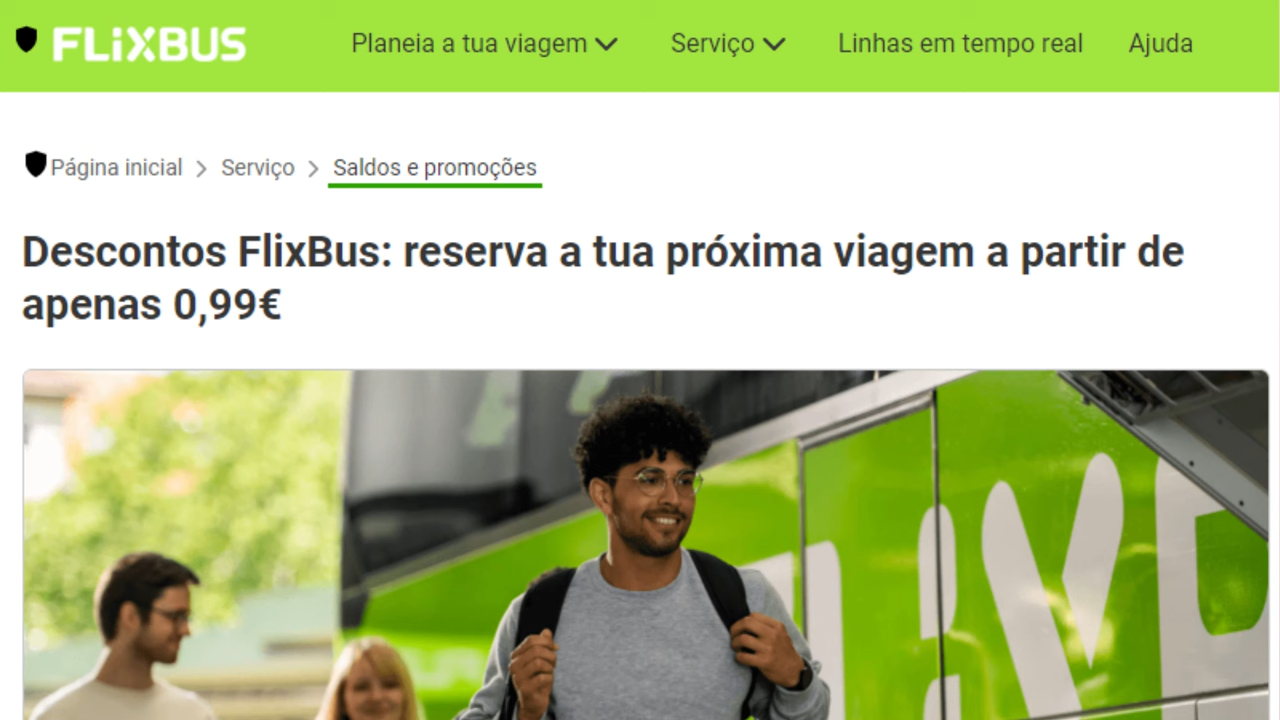 FLiXBUS
Planeia a tua viagem
Serviço
Linhas em tempo real
Ajuda
Página inicial > Serviço > Saldos e promoções
Descontos FlixBus: reserva a tua próxima viagem a partir de
apenas 0,99€